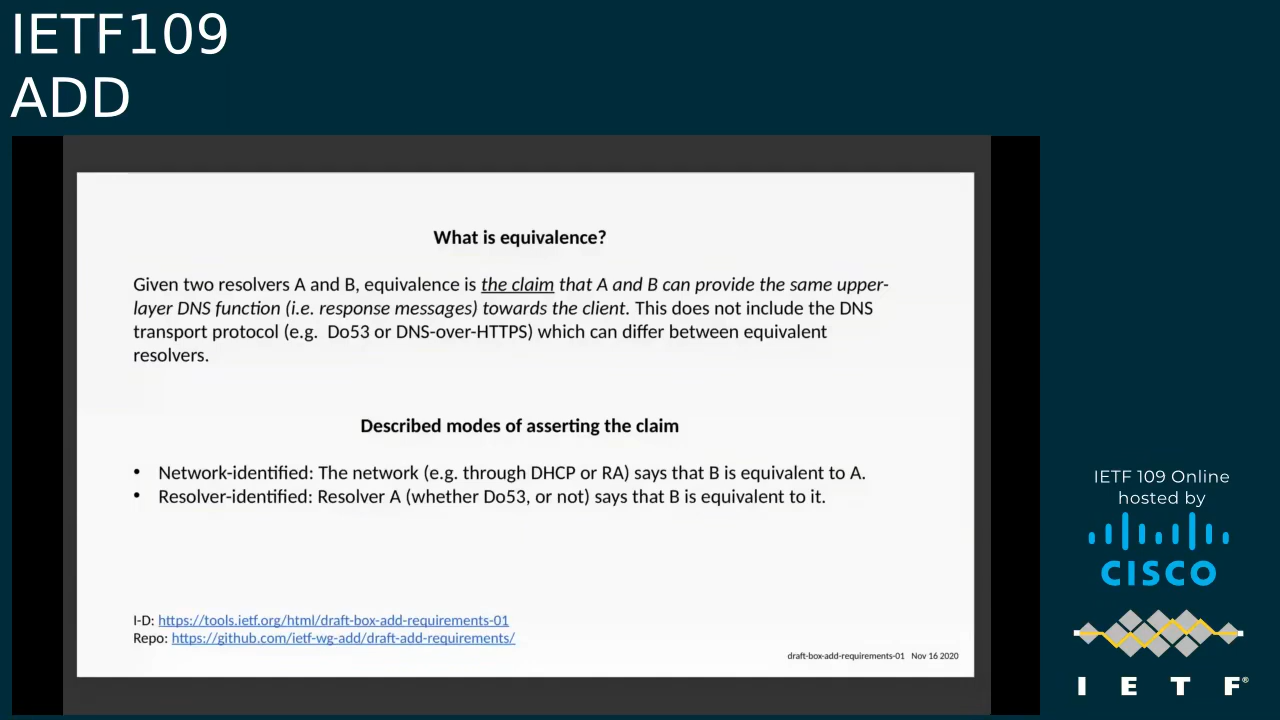 IETF109
ADD
What is equivalence?
Given two resolvers A and B, equivalence is the claim that A and B can provide the same upper-
layer DNS function (i.e. response messages) towards the client. This does not include the DNS
transport protocol (e.g.  Do53 or DNS-over-HTTPS) which can differ between equivalent
resolvers.
Described modes of asserting the claim
• Network-identified: The network (e.g. through DHCP or RA) says that B is equivalent to A.
• Resolver-identified: Resolver A (whether Do53, or not) says that B is equivalent to it.
I-D: https://tools.ietf.org/html/draft-box-add-requirements-01
Repo: https://github.com/ietf-wg-add/draft-add-requirements/
draft-box-add-requirements-01   Nov 16 2020
IETF 109 Online
hosted by
CISCO
I E T F®